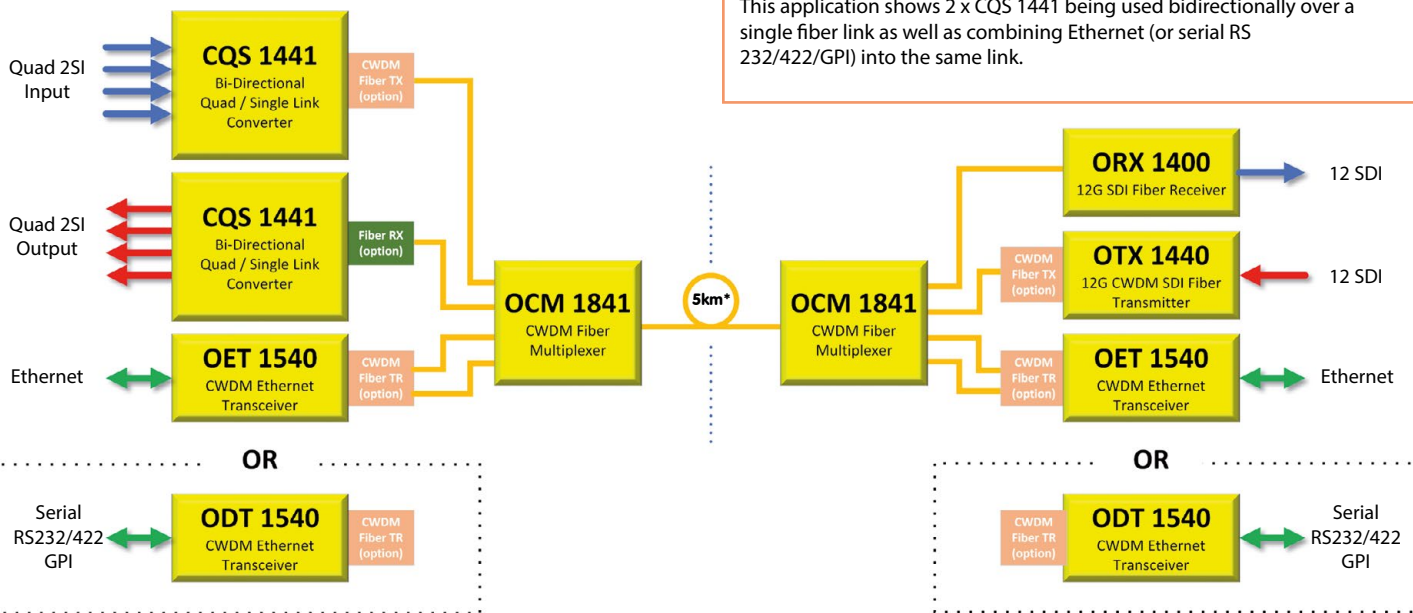 This application shows 2 x CQS 1441 being used bidirectionally over a
single fiber link as well as combining Ethernet (or serial RS
232/422/GPI) into the same link.
Quad 2SI
Input
CQS 1441
Bi-Directional
Quad / Single Link
Converter
CWDM
Fiber TX
(option)
Quad 2SI
Output
CQS 1441
Bi-Directional
Quad / Single Link
Converter
Fiber RX
(option)
Ethernet
OET 1540
CWDM Ethernet
Transceiver
CWDM
Fiber TR
(option)
OCM 1841
CWDM Fiber
Multiplexer
5km*
OCM 1841
CWDM Fiber
Multiplexer
ORX 1400
12G SDI Fiber Receiver
12 SDI
CWDM
Fiber TX
(option)
OTX 1440
12G CWDM SDI Fiber
Transmitter
12 SDI
CWDM
Fiber TR
(option)
OET 1540
CWDM Ethernet
Transceiver
Ethernet
OR
Serial
RS232/422
GPI
ODT 1540
CWDM Ethernet
Transceiver
CWDM
Fiber TR
(option)
OR
CWDM
Fiber TR
(option)
ODT 1540
CWDM Ethernet
Transceiver
Serial
RS232/422
GPI